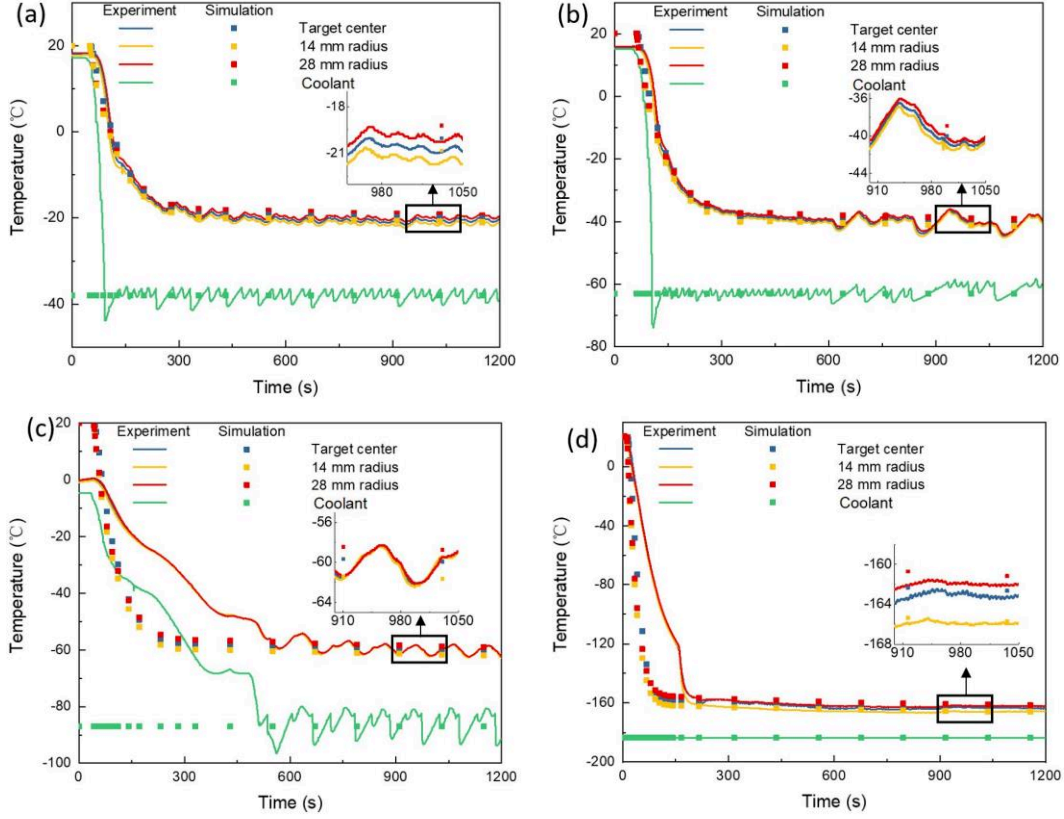 (a)
Experiment Simulation
Target center
14 mm radius
28 mm radius
Coolant
20
0
-20
-40
Temperature (℃)
-18
-21
980 1050
0 300 600 900 1200
Time (s)
(b)
Experiment Simulation
Target center
14 mm radius
28 mm radius
Coolant
20
0
-20
-40
-60
-80
Temperature (℃)
-36
-40
-44
910 980 1050
0 300 600 900 1200
Time (s)
(c)
Experiment Simulation
Target center
14 mm radius
28 mm radius
Coolant
20
0
-20
-40
-60
-80
-100
Temperature (℃)
-56
-60
-64
910 980 1050
0 300 600 900 1200
Time (s)
(d)
Experiment Simulation
Target center
14 mm radius
28 mm radius
Coolant
0
-40
-80
-120
-160
-200
Temperature (℃)
-160
-164
-168
910 980 1050
0 300 600 900 1200
Time (s)